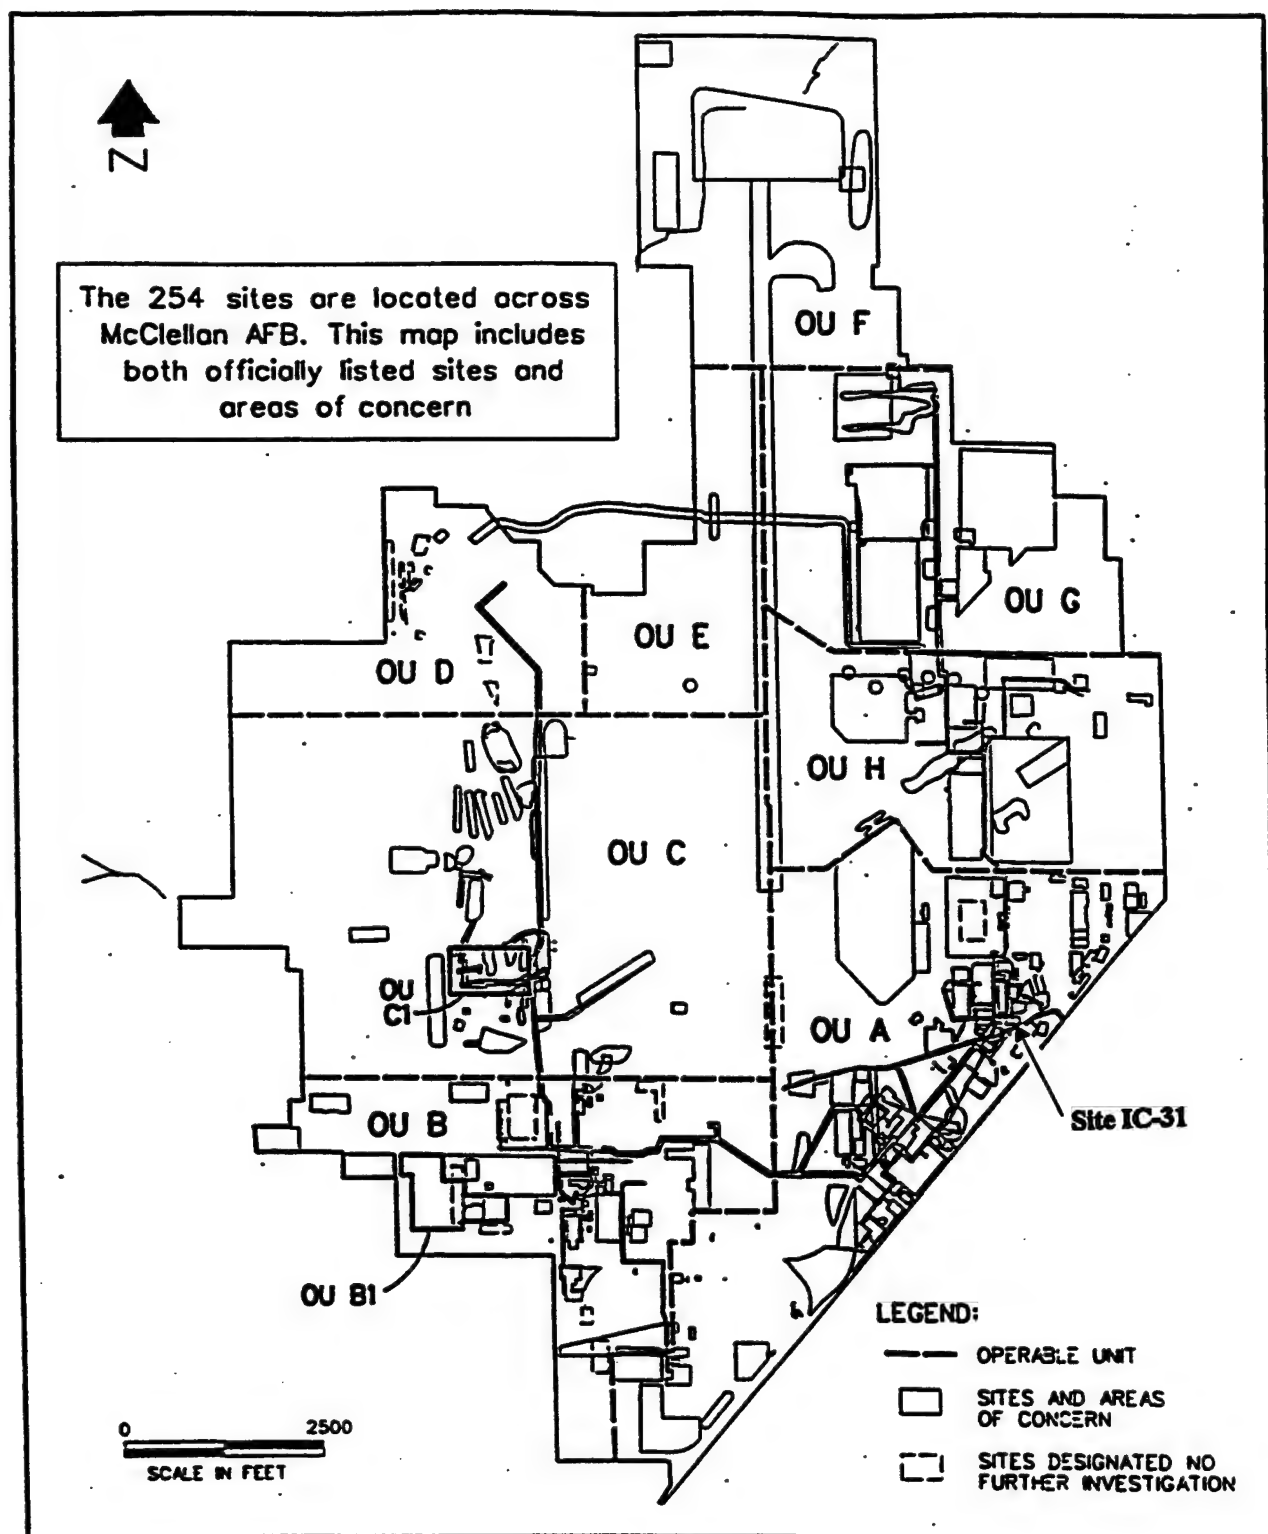 N
The 254 sites are located across
McClellan AFB. This map includes
both officially listed sites and
areas of concern
OU F
OU G
OU E
OU D
OU H
OU C
OU
C1
OU A
Site IC-31
OU B
OU B1
LEGEND:
OPERABLE UNIT
SITES AND AREAS
OF CONCERN
SITES DESIGNATED NO
FURTHER INVESTIGATION
0 2500
SCALE IN FEET